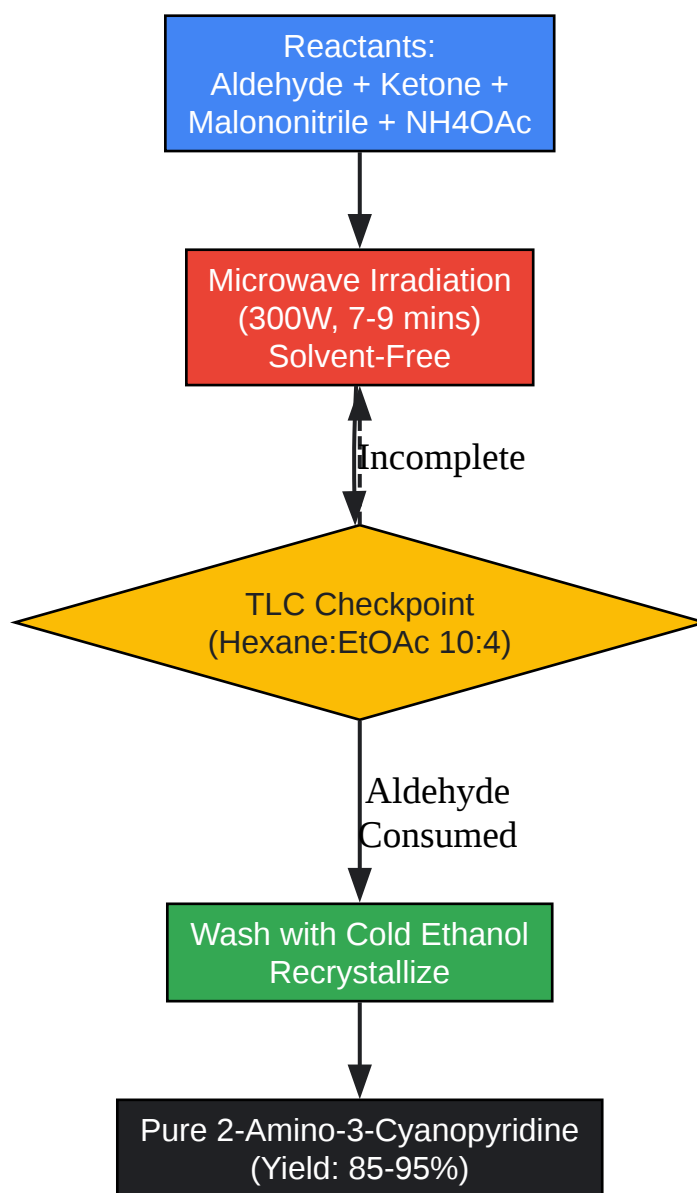 Reactants:
Aldehyde + Ketone +
Malononitrile + NH4OAc
Microwave Irradiation
(300W, 7-9 mins)
Solvent-Free
Incomplete
TLC Checkpoint
(Hexane:EtOAc 10:4)
Aldehyde
Consumed
Wash with Cold Ethanol
Recrystallize
Pure 2-Amino-3-Cyanopyridine
(Yield: 85-95%)